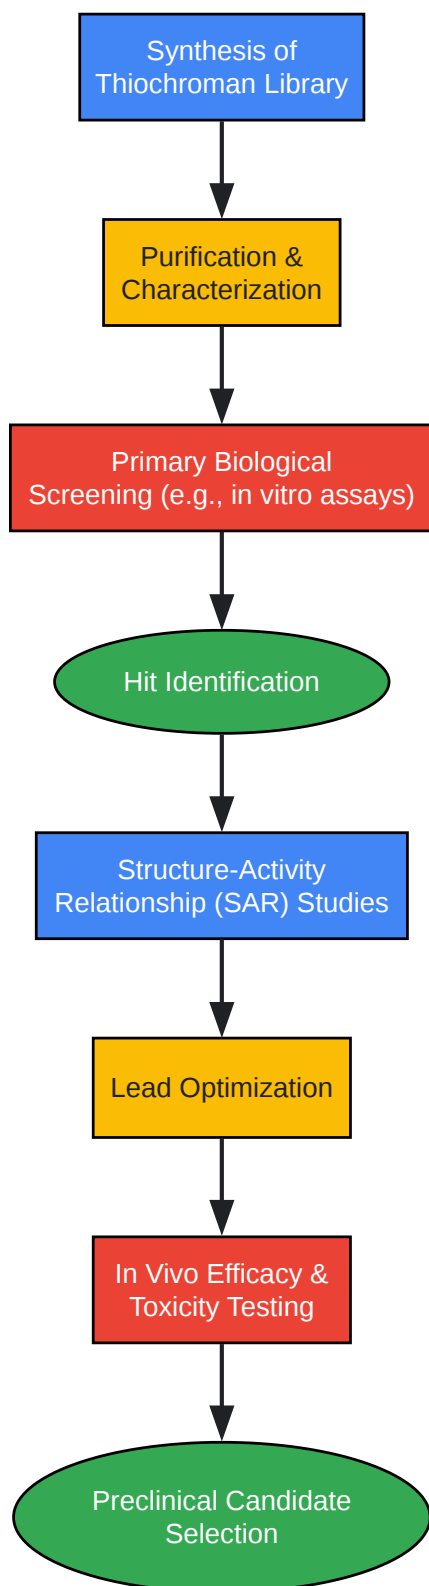 Synthesis of
Thiochroman Library
Purification &
Characterization
Primary Biological
Screening (e.g., in vitro assays)
Hit Identification
Structure-Activity
Relationship (SAR) Studies
Lead Optimization
In Vivo Efficacy &
Toxicity Testing
Preclinical Candidate
Selection